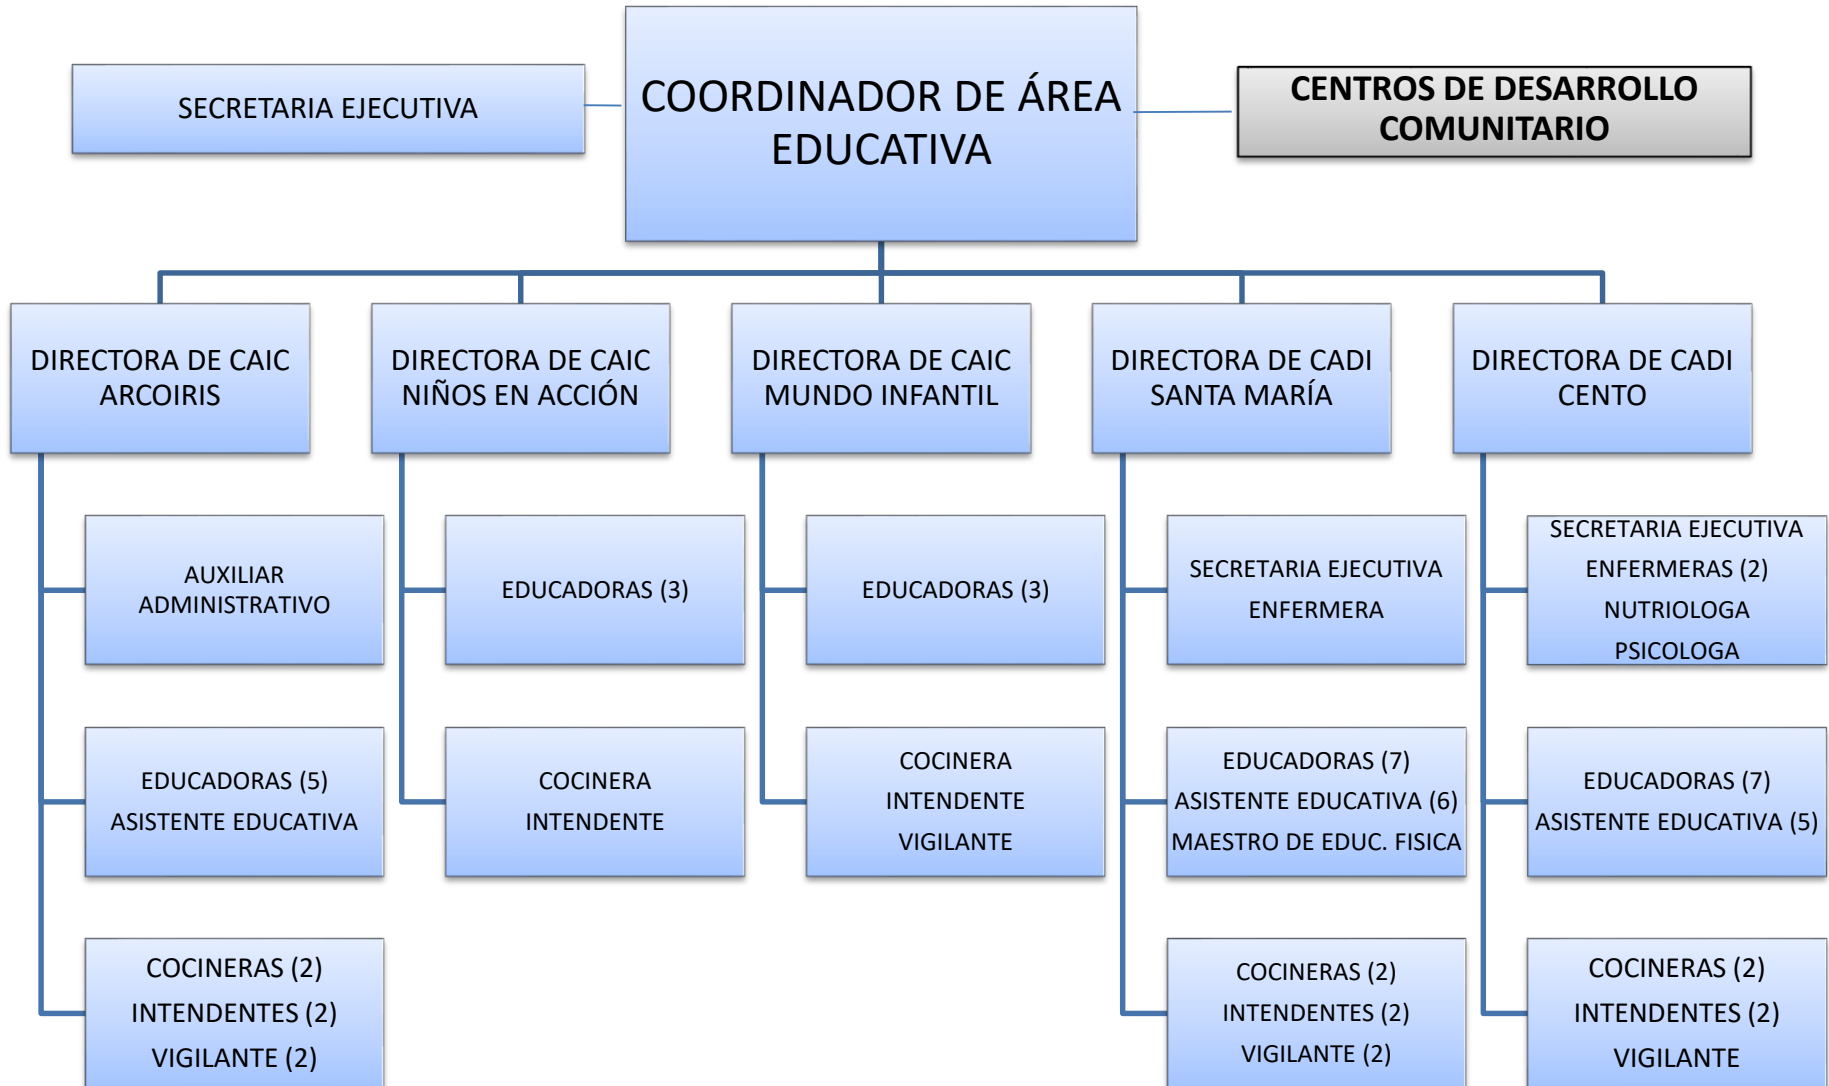 SECRETARIA EJECUTIVA
COORDINADOR DE ÁREA
EDUCATIVA
CENTROS DE DESARROLLO
COMUNITARIO
DIRECTORA DE CAIC
ARCOIRIS
DIRECTORA DE CAIC
NIÑOS EN ACCIÓN
DIRECTORA DE CAIC
MUNDO INFANTIL
DIRECTORA DE CADI
SANTA MARÍA
DIRECTORA DE CADI
CENTO
AUXILIAR
ADMINISTRATIVO
EDUCADORAS (3)
EDUCADORAS (3)
SECRETARIA EJECUTIVA
ENFERMERA
SECRETARIA EJECUTIVA
ENFERMERAS (2)
NUTRIOLOGA
PSICOLOGA
EDUCADORAS (5)
ASISTENTE EDUCATIVA
COCINERA
INTENDENTE
COCINERA
INTENDENTE
VIGILANTE
EDUCADORAS (7)
ASISTENTE EDUCATIVA (6)
MAESTRO DE EDUC. FISICA
EDUCADORAS (7)
ASISTENTE EDUCATIVA (5)
COCINERAS (2)
INTENDENTES (2)
VIGILANTE (2)
COCINERAS (2)
INTENDENTES (2)
VIGILANTE (2)
COCINERAS (2)
INTENDENTES (2)
VIGILANTE